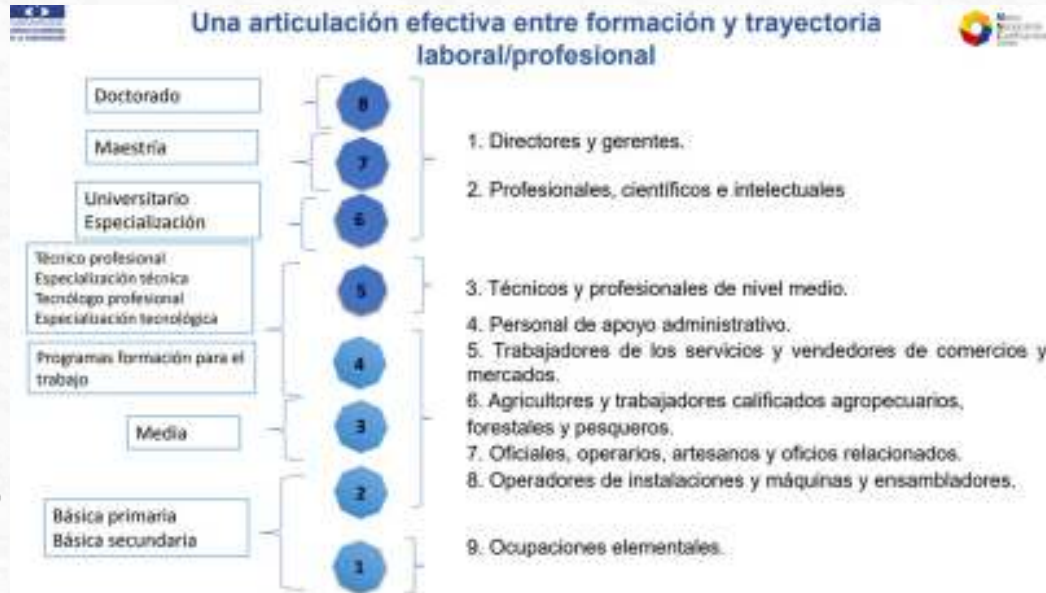 Una articulación efectiva entre formación y trayectoria
laboral/profesional
Doctorado
Maestría
Universitario
Especialización
Técnico profesional
Especialización técnica
Tecnólogo profesional
Especialización tecnológica
Programas formación para el
trabajo
Media
Básica primaria
Básica secundaria
8
7
6
5
4
3
2
1
1. Directores y gerentes.
2. Profesionales, científicos e intelectuales
3. Técnicos y profesionales de nivel medio.
4. Personal de apoyo administrativo.
5. Trabajadores de los servicios y vendedores de comercios y
mercados.
6. Agricultores y trabajadores calificados agropecuarios,
forestales y pesqueros.
7. Oficiales, operarios, artesanos y oficios relacionados.
8. Operadores de instalaciones y máquinas y ensambladores.
9. Ocupaciones elementales.